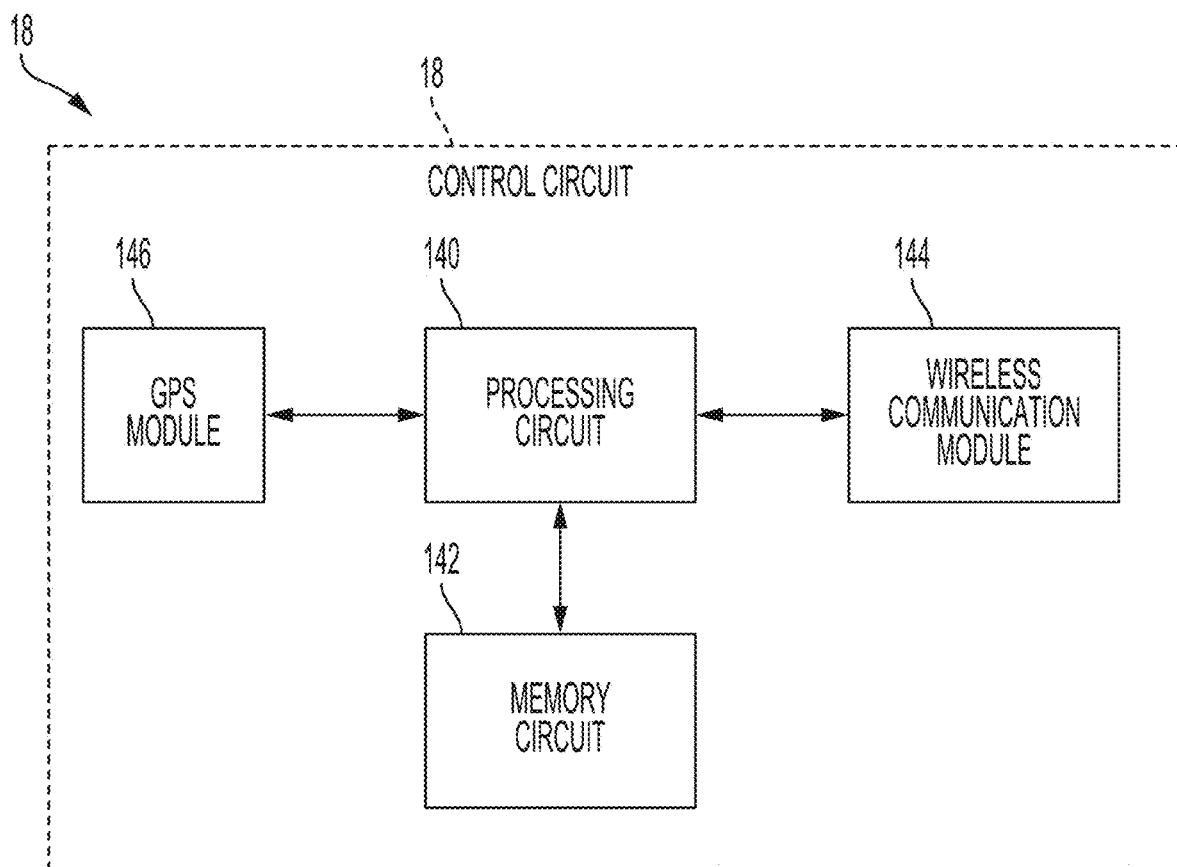 18
18
CONTROL CIRCUIT
146
140
144
GPS
MODULE
PROCESSING
CIRCUIT
WIRELESS
COMMUNICATION
MODULE
142
MEMORY
CIRCUIT